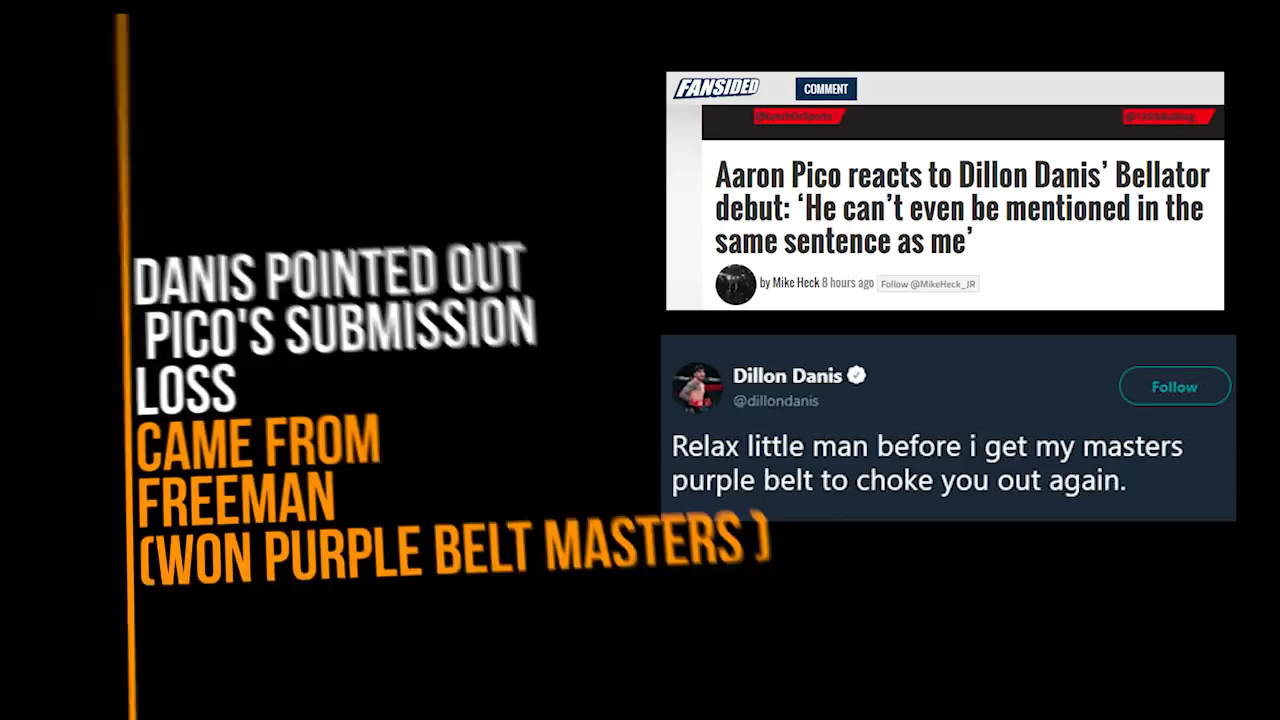 DANIS POINTED OUT
PICO'S SUBMISSION
LOSS
CAME FROM
FREEMAN
(WON PURPLE BELT MASTERS )
FANSIDED
COMMENT
@LynchOnSports
Aaron Pico reacts to Dillon Danis’ Bellator
debut: ‘He can’t even be mentioned in the
same sentence as me’
by Mike Heck 8 hours ago Follow @MikeHeck_JR
Dillon Danis
@dillondanis
Follow
Relax little man before i get my masters
purple belt to choke you out again.